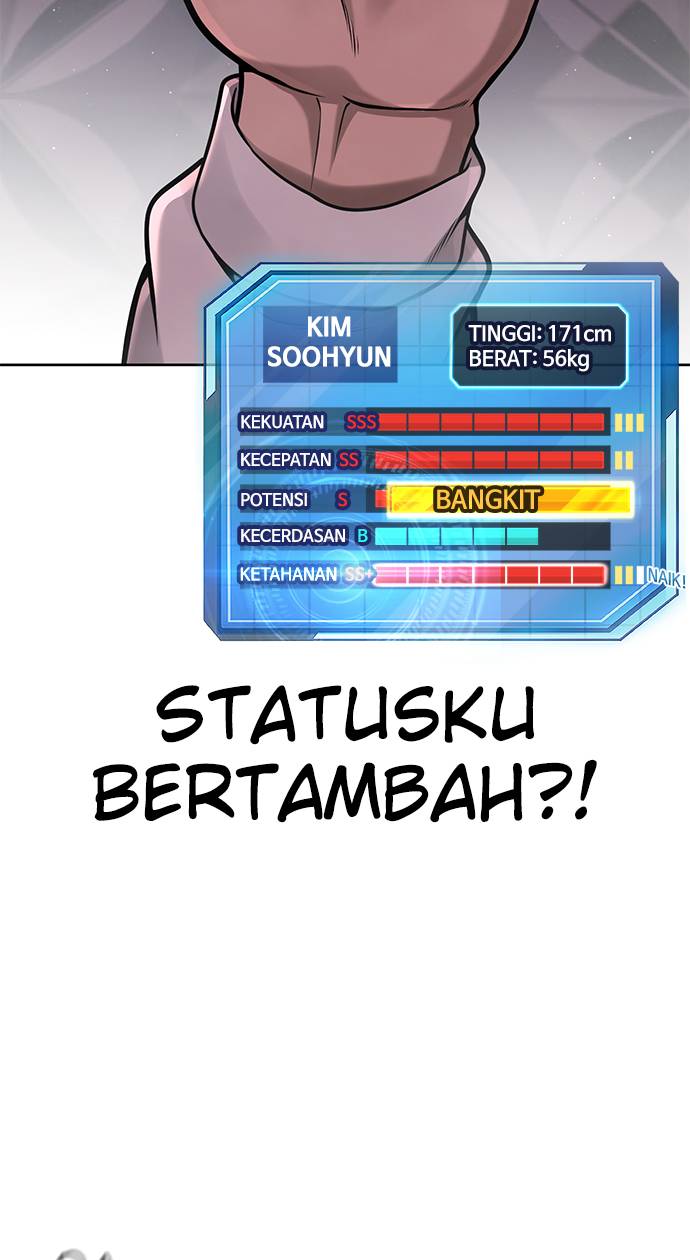 KIM
SOOHYUN
TINGGI: 171cm
BERAT: 56kg
KEKUATAN SSS
KECEPATAN SS
POTENSI S BANGKIT
KECERDASAN B
KETAHANAN SS+ NAIK!
STATUSKU
BERTAMBAH?!